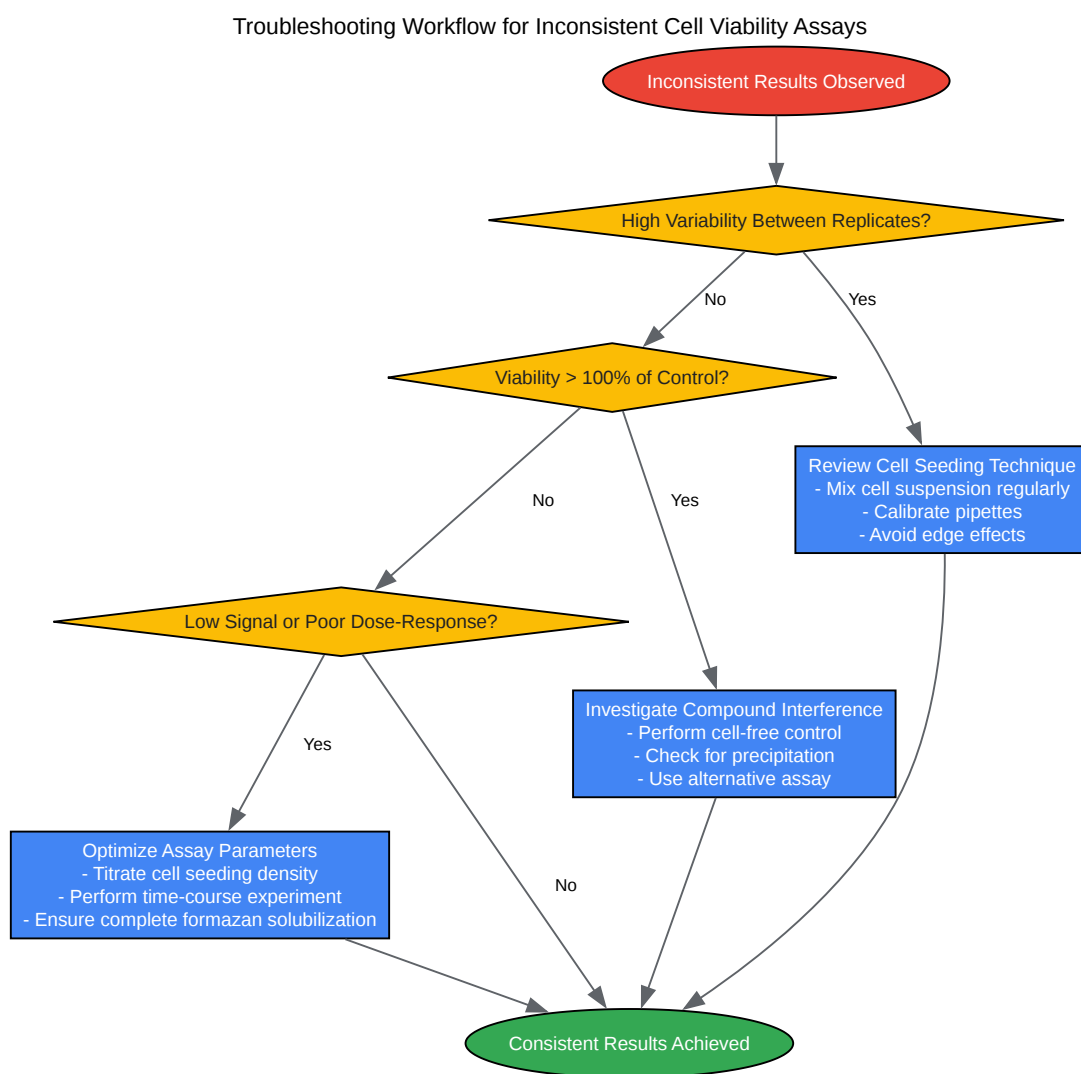 Troubleshooting Workflow for Inconsistent Cell Viability Assays
Inconsistent Results Observed
High Variability Between Replicates?
No
Yes
Viability > 100% of Control?
Review Cell Seeding Technique
- Mix cell suspension regularly
- Calibrate pipettes
- Avoid edge effects
No
Yes
Low Signal or Poor Dose-Response?
Investigate Compound Interference
- Perform cell-free control
- Check for precipitation
- Use alternative assay
Yes
Optimize Assay Parameters
- Titrate cell seeding density
- Perform time-course experiment
- Ensure complete formazan solubilization
No
Consistent Results Achieved